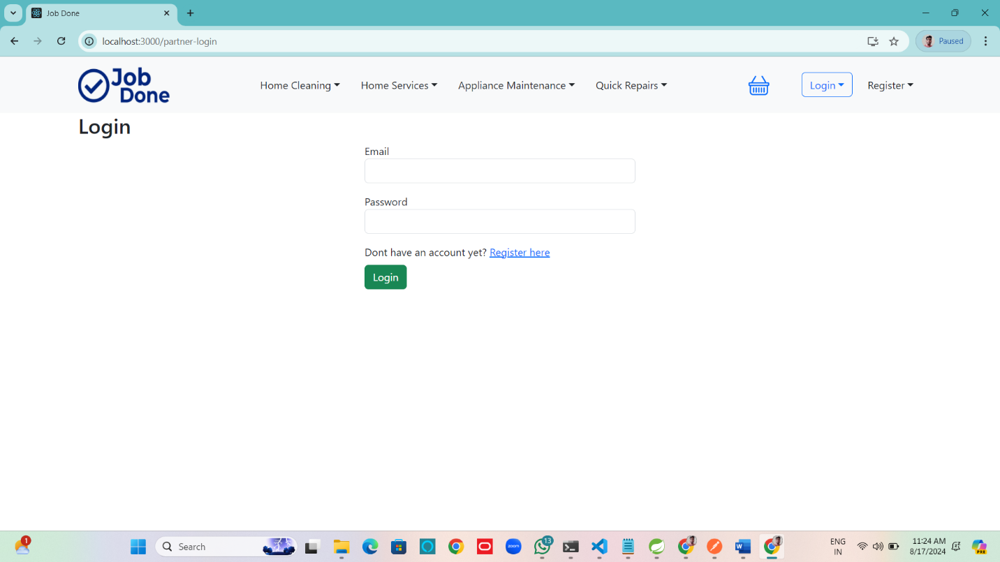 Job Done
localhost:3000/partner-login
Paused
Job
Done
Home Cleaning
Home Services
Appliance Maintenance
Quick Repairs
Login
Register
Login
Email
Password
Dont have an account yet? Register here
Login
1
Search
zoom
13
W
ENG
IN
11:24 AM
8/17/2024
PRE